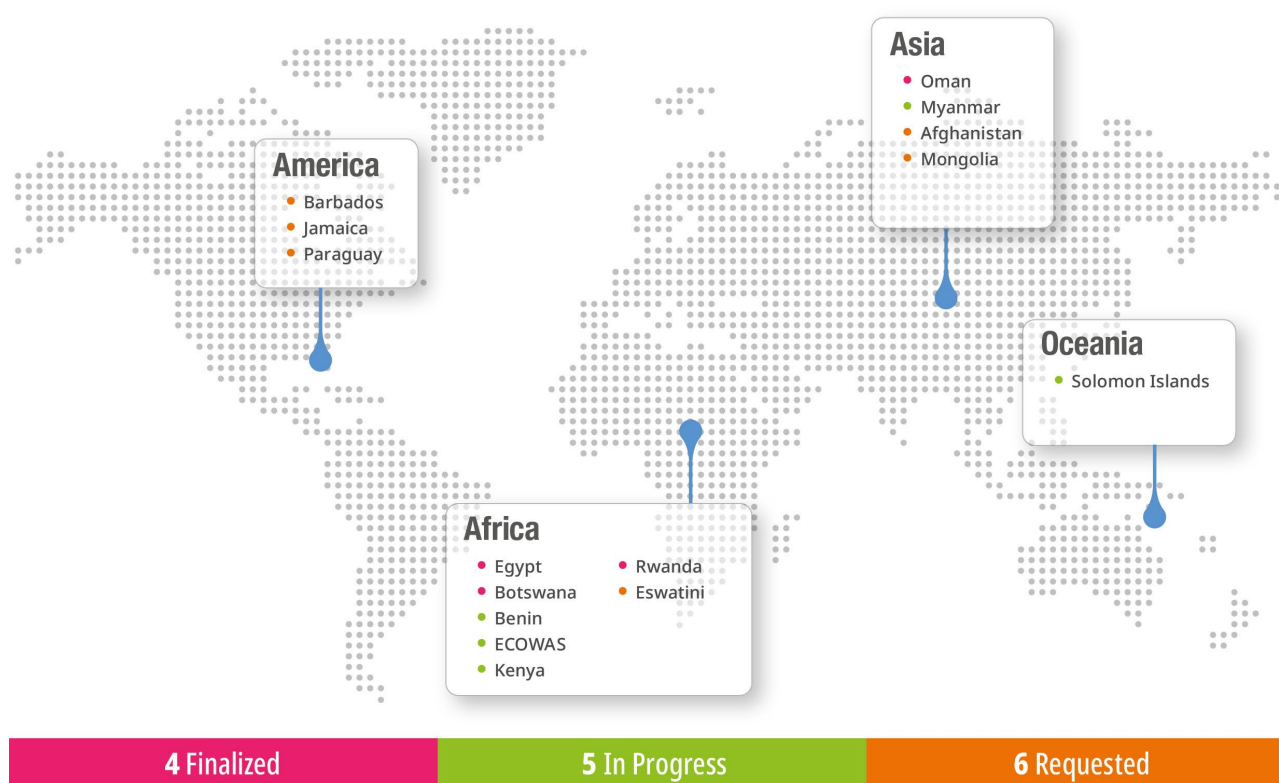 America
Barbados
Jamaica
Paraguay
Asia
Oman
Myanmar
Afghanistan
Mongolia
Oceania
Solomon Islands
Africa
Egypt
Botswana
Benin
ECOWAS
Kenya
Rwanda
Eswatini
4 Finalized
5 In Progress
6 Requested